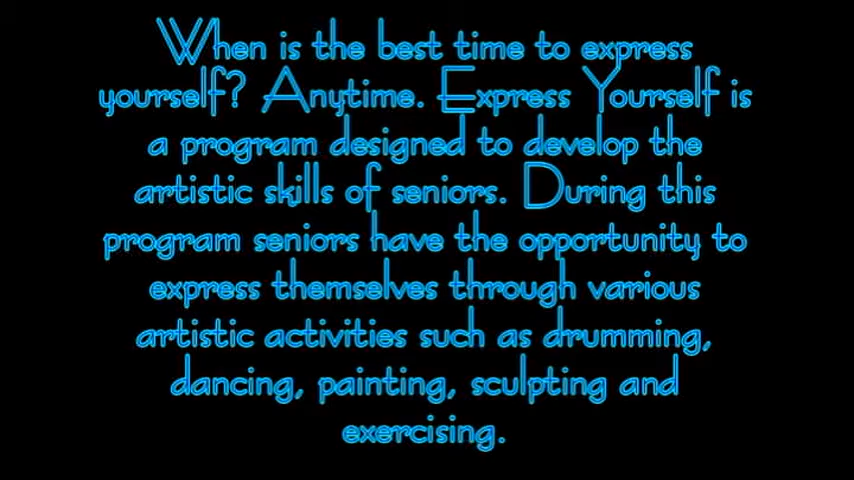 When is the best time to express
yourself? Anytime. Express Yourself is
a program designed to develop the
artistic skills of seniors. During this
program seniors have the opportunity to
express themselves through various
artistic activities such as drumming,
dancing, painting, sculpting and
exercising.